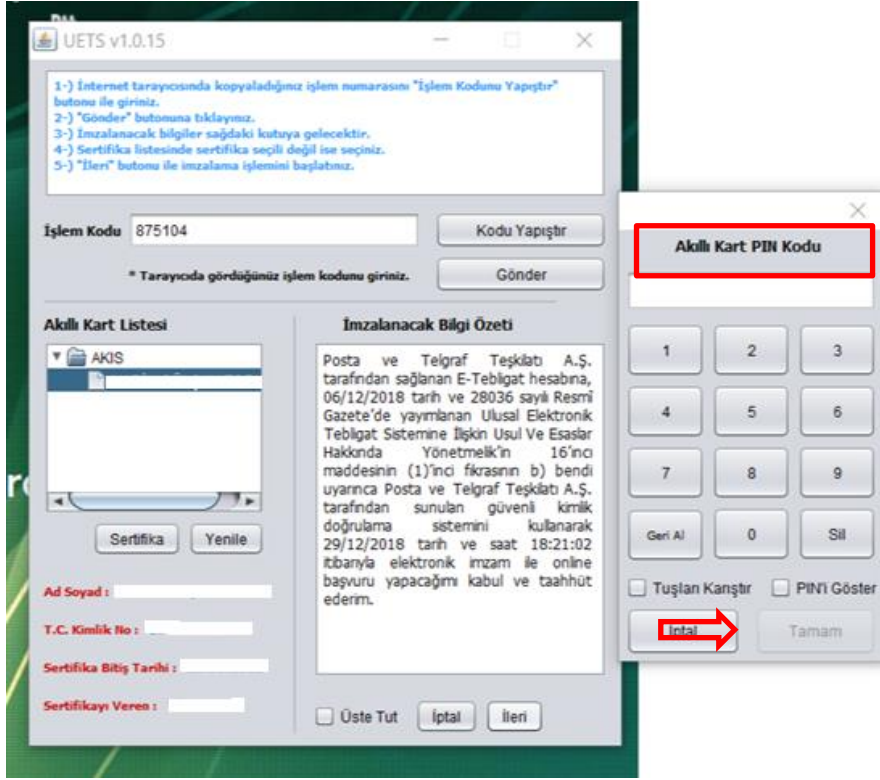 UETS v1.0.15
1-) İnternet tarayıcısında kopyaladığınız işlem numarasını "İşlem Kodunu Yapıştır"
butonu ile giriniz.
2-) "Gönder" butonuna tıklayınız.
3-) İmzalanacak bilgiler sağdaki kutuya gelecektir.
4-) Sertifika listesinde sertifika seçili değil ise seçiniz.
5-) "İleri" butonu ile imzalama işlemini başlatınız.
İşlem Kodu 875104 Kodu Yapıştır
* Tarayıcıda gördüğünüz işlem kodunu giriniz. Gönder
Akıllı Kart Listesi
AKIS
Sertifika Yenile
Ad Soyad :
T.C. Kimlik No :
Sertifika Bitiş Tarihi :
Sertifikayı Veren :
İmzalanacak Bilgi Özeti
Posta ve Telgraf Teşkilatı A.Ş.
tarafından sağlanan E-Tebligat hesabına,
06/12/2018 tarih ve 28036 sayılı Resmî
Gazete'de yayımlanan Ulusal Elektronik
Tebligat Sistemine İlişkin Usul Ve Esaslar
Hakkında Yönetmelik'in 16'ıncı
maddesinin (1)'inci fıkrasının b) bendi
uyarınca Posta ve Telgraf Teşkilatı A.Ş.
tarafından sunulan güvenli kimlik
doğrulama sistemini kullanarak
29/12/2018 tarih ve saat 18:21:02
itibarıyla elektronik imzam ile online
başvuru yapacağımı kabul ve taahhüt
ederim.
Üste Tut İptal İleri
Akıllı Kart PIN Kodu
1 2 3
4 5 6
7 8 9
Geri Al 0 Sil
Tuşları Karıştır PIN'i Göster
İptal Tamam